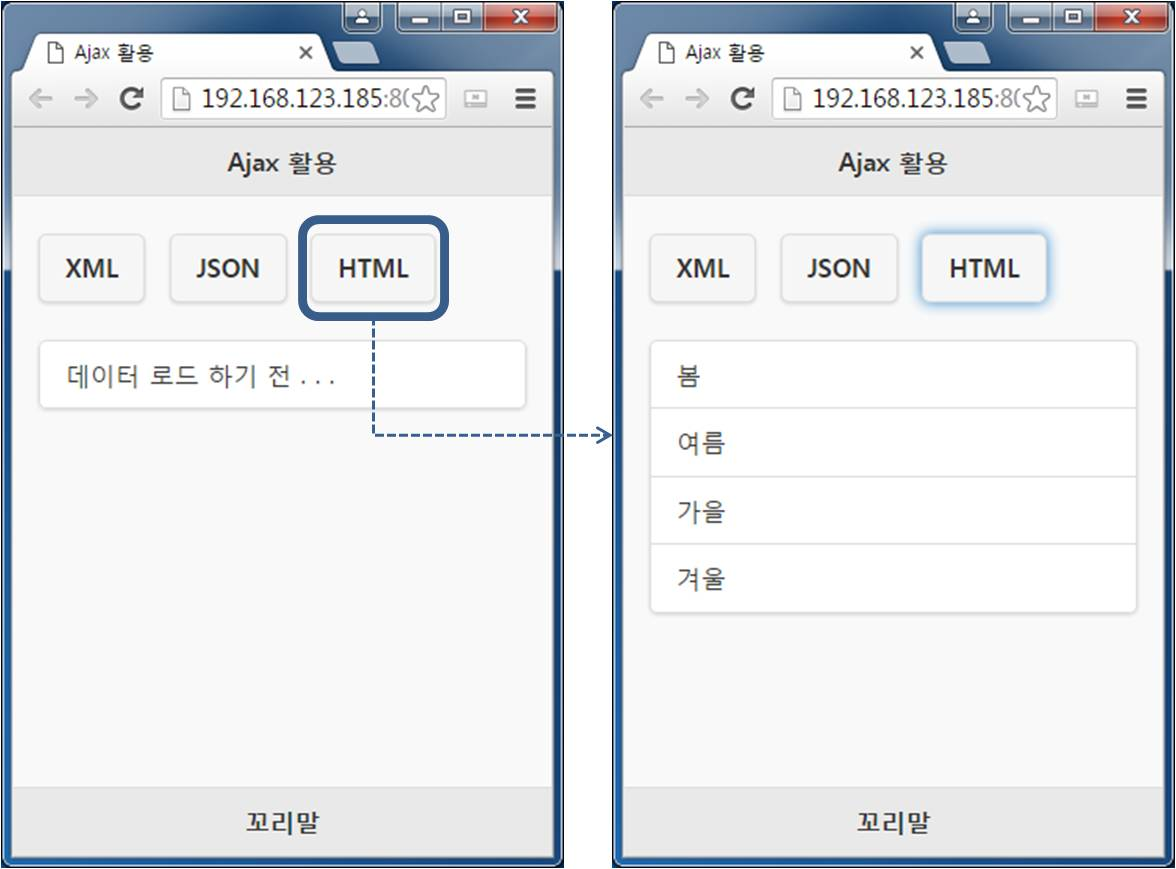 Ajax 활용
192.168.123.185:80
Ajax 활용
XML JSON HTML
데이터 로드 하기 전 . . .
꼬리말
Ajax 활용
192.168.123.185:80
Ajax 활용
XML JSON HTML
봄
여름
가을
겨울
꼬리말